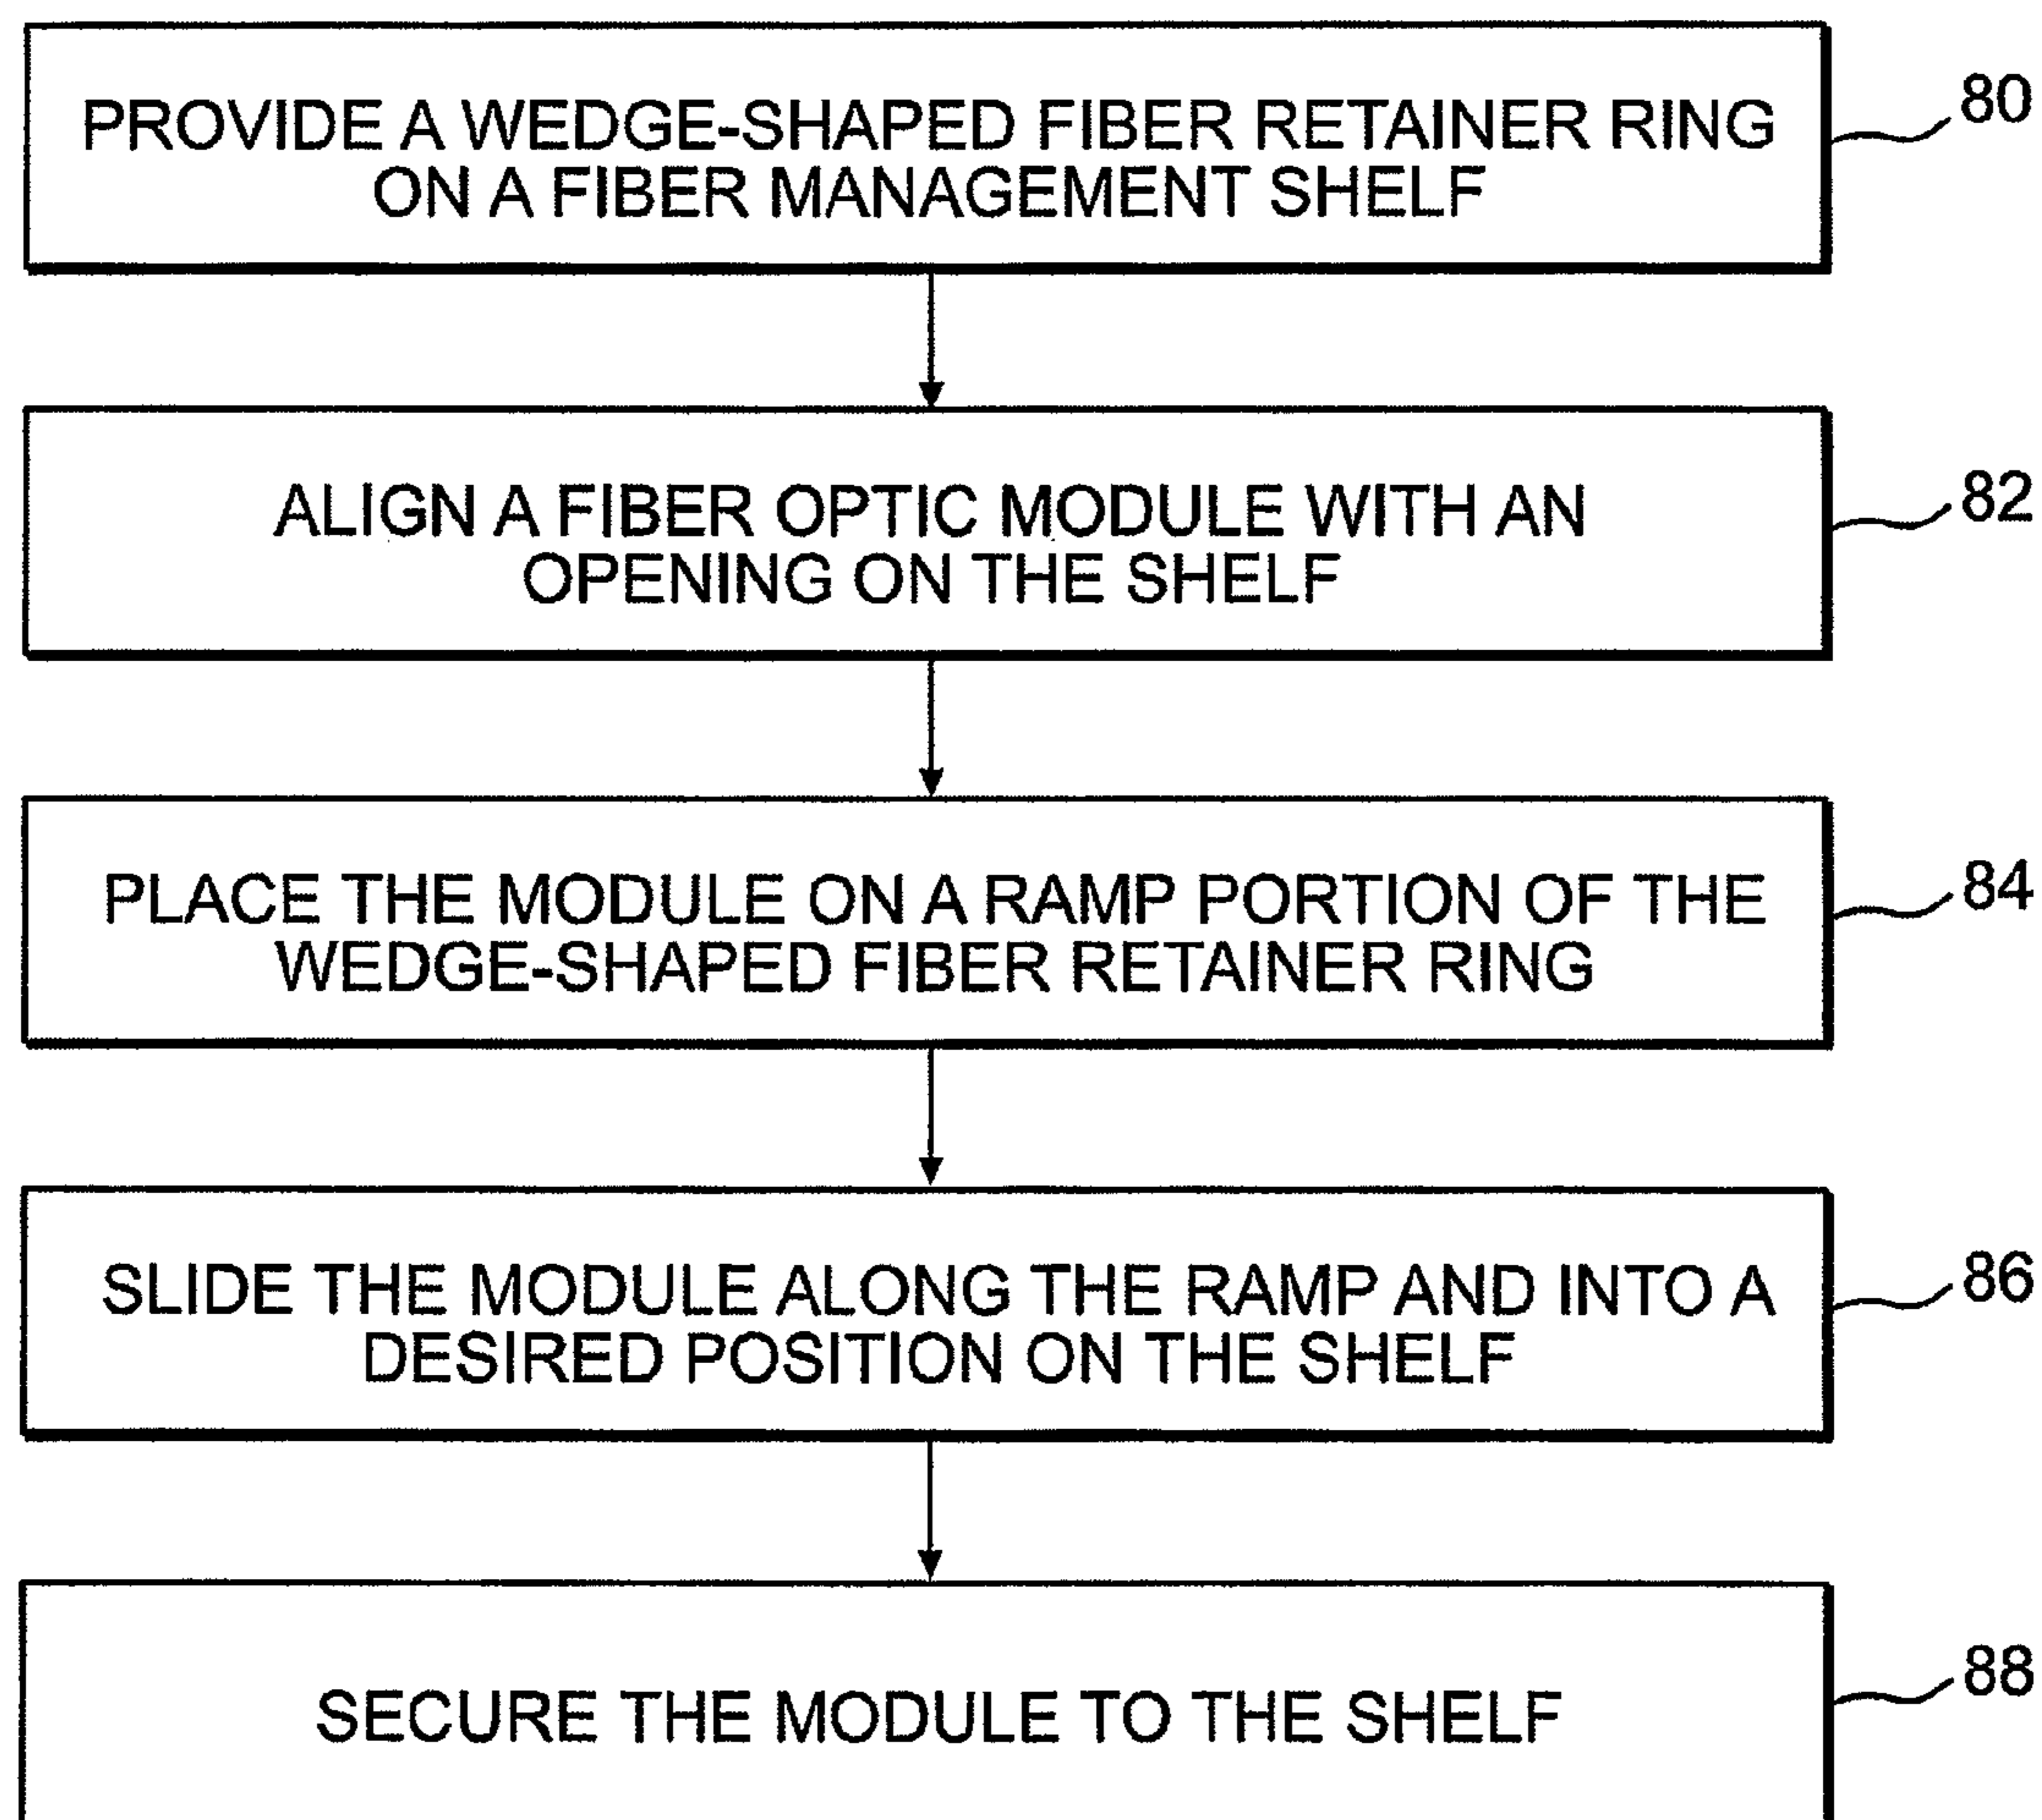 PROVIDE A WEDGE-SHAPED FIBER RETAINER RING
ON A FIBER MANAGEMENT SHELF
80
ALIGN A FIBER OPTIC MODULE WITH AN
OPENING ON THE SHELF
82
PLACE THE MODULE ON A RAMP PORTION OF THE
WEDGE-SHAPED FIBER RETAINER RING
84
SLIDE THE MODULE ALONG THE RAMP AND INTO A
DESIRED POSITION ON THE SHELF
86
SECURE THE MODULE TO THE SHELF
88